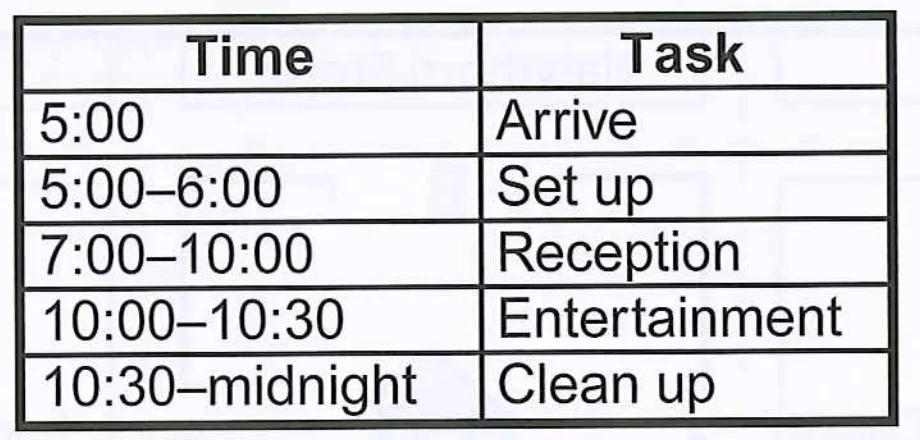 Time Task
5:00 Arrive
5:00–6:00 Set up
7:00–10:00 Reception
10:00–10:30 Entertainment
10:30–midnight Clean up